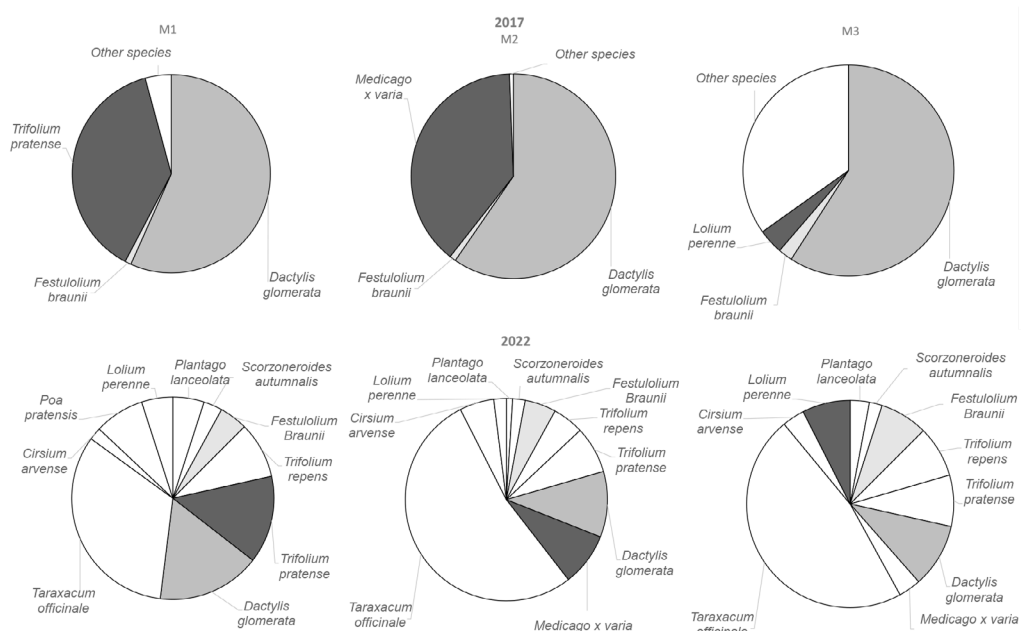 2017
M1
M2
M3
Other species
Trifolium
pratense
Festulolium
braunii
Dactylis
glomerata
Other species
Medicago
x varia
Festulolium
braunii
Dactylis
glomerata
Other species
Lolium
perenne
Festulolium
braunii
Dactylis
glomerata
2022
Lolium
perenne
Plantago
lanceolata
Scorzoneroides
autumnalis
Poa
pratensis
Festulolium
Braunii
Cirsium
arvense
Trifolium
repens
Trifolium
pratense
Taraxacum
officinale
Dactylis
glomerata
Lolium
perenne
Plantago
lanceolata
Scorzoneroides
autumnalis
Cirsium
arvense
Festulolium
Braunii
Trifolium
repens
Trifolium
pratense
Dactylis
glomerata
Taraxacum
officinale
Medicago x varia
Lolium
perenne
Plantago
lanceolata
Scorzoneroides
autumnalis
Cirsium
arvense
Festulolium
Braunii
Trifolium
repens
Trifolium
pratense
Dactylis
glomerata
Taraxacum
officinale
Medicago x varia